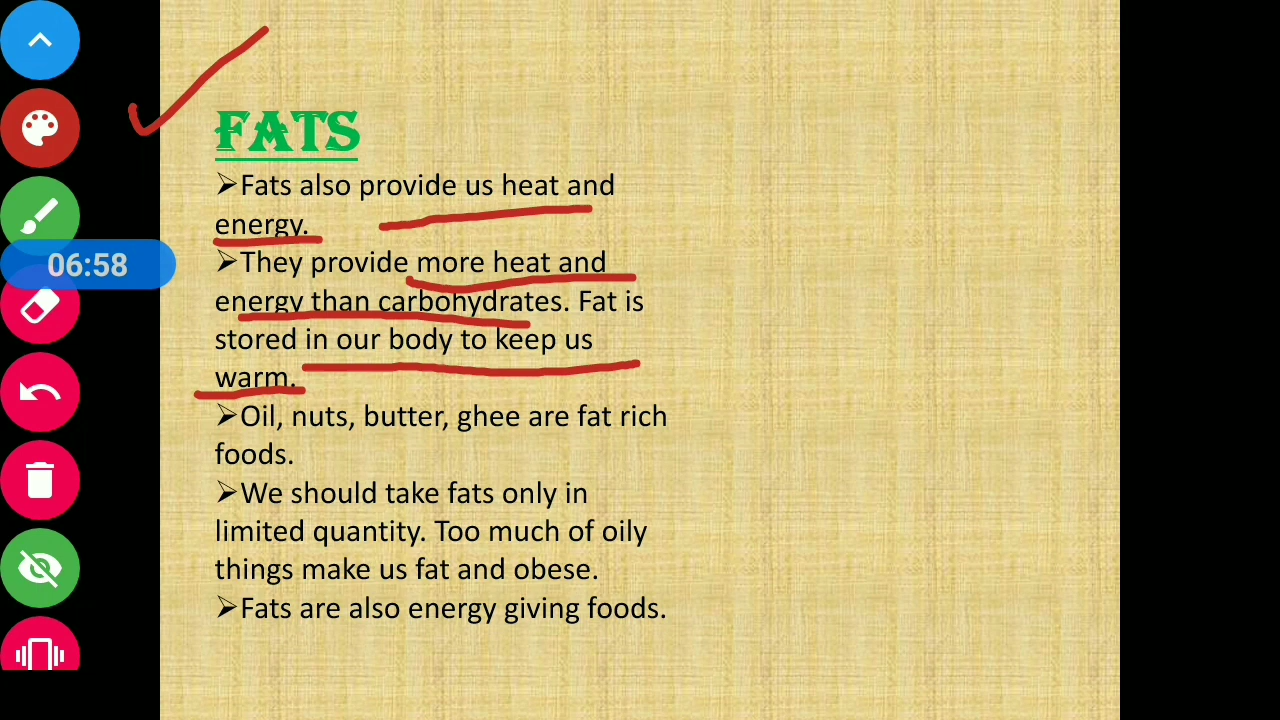 FATS
➢Fats also provide us heat and
energy.
06:58
➢They provide more heat and
energy than carbohydrates. Fat is
stored in our body to keep us
warm.
➢Oil, nuts, butter, ghee are fat rich
foods.
➢We should take fats only in
limited quantity. Too much of oily
things make us fat and obese.
➢Fats are also energy giving foods.